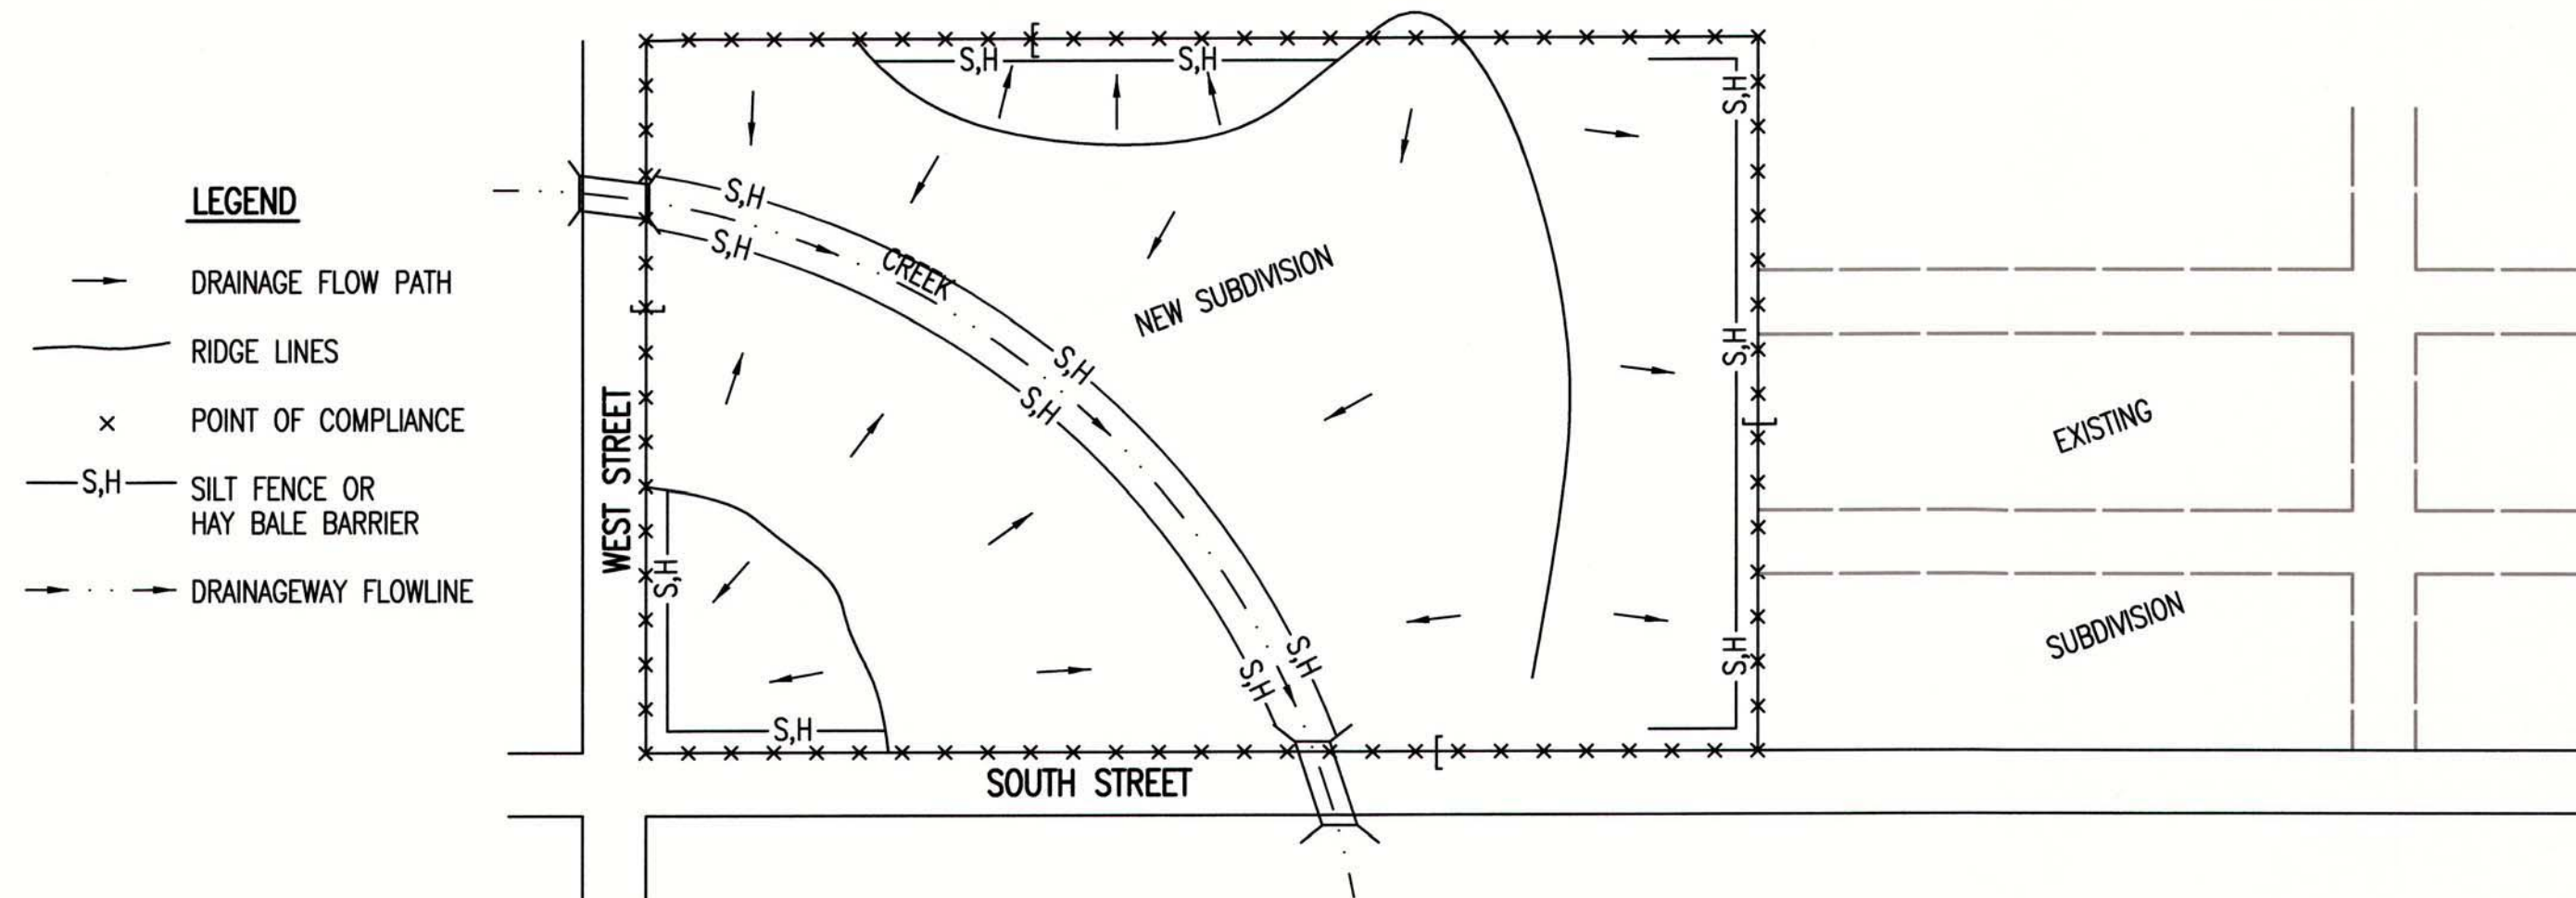 LEGEND
DRAINAGE FLOW PATH
RIDGE LINES
× POINT OF COMPLIANCE
S,H SILT FENCE OR
HAY BALE BARRIER
DRAINAGEWAY FLOWLINE
S,H
S,H
S,H
S,H
CREEK
S,H
S,H
NEW SUBDIVISION
S,H
S,H
S,H
S,H
S,H
WEST STREET
S,H
S,H
SOUTH STREET
S,H
EXISTING
SUBDIVISION